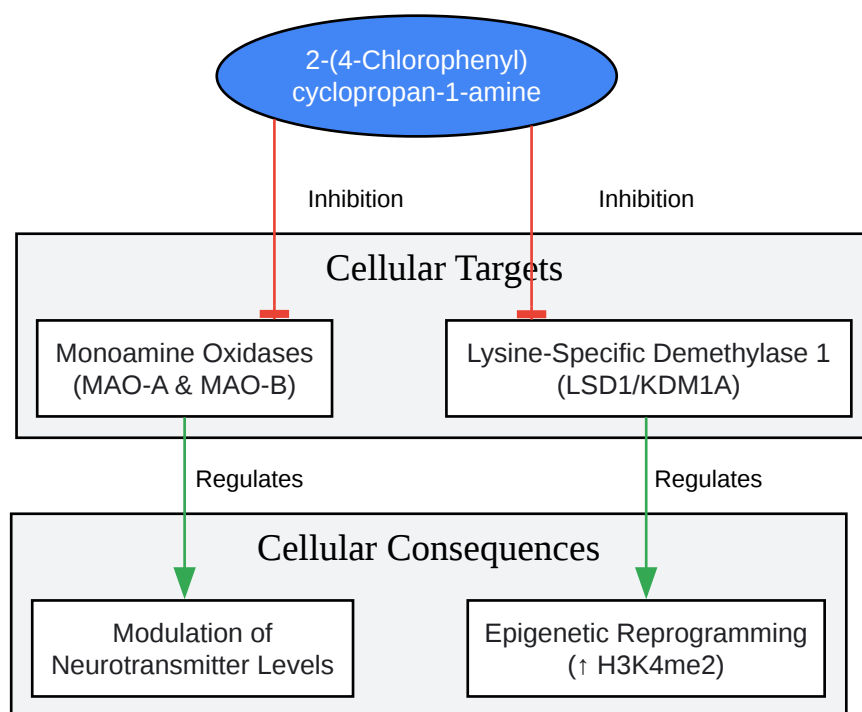 2-(4-Chlorophenyl)
cyclopropan-1-amine
Inhibition
Inhibition
Cellular Targets
Monoamine Oxidases
(MAO-A & MAO-B)
Lysine-Specific Demethylase 1
(LSD1/KDM1A)
Regulates
Regulates
Cellular Consequences
Modulation of
Neurotransmitter Levels
Epigenetic Reprogramming
(↑ H3K4me2)